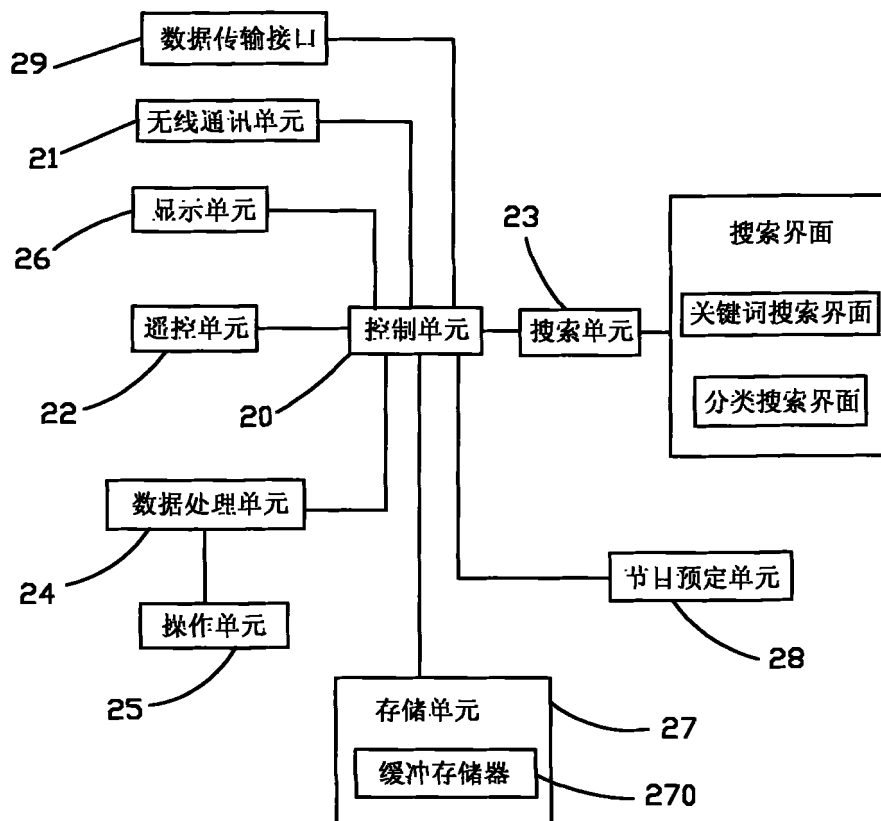 数据传输接口
29
无线通讯单元
21
显示单元
26
23
搜索界面
遥控单元
控制单元
搜索单元
关键词搜索界面
22
20
分类搜索界面
数据处理单元
24
节目预定单元
操作单元
28
25
存储单元
27
缓冲存储器
270